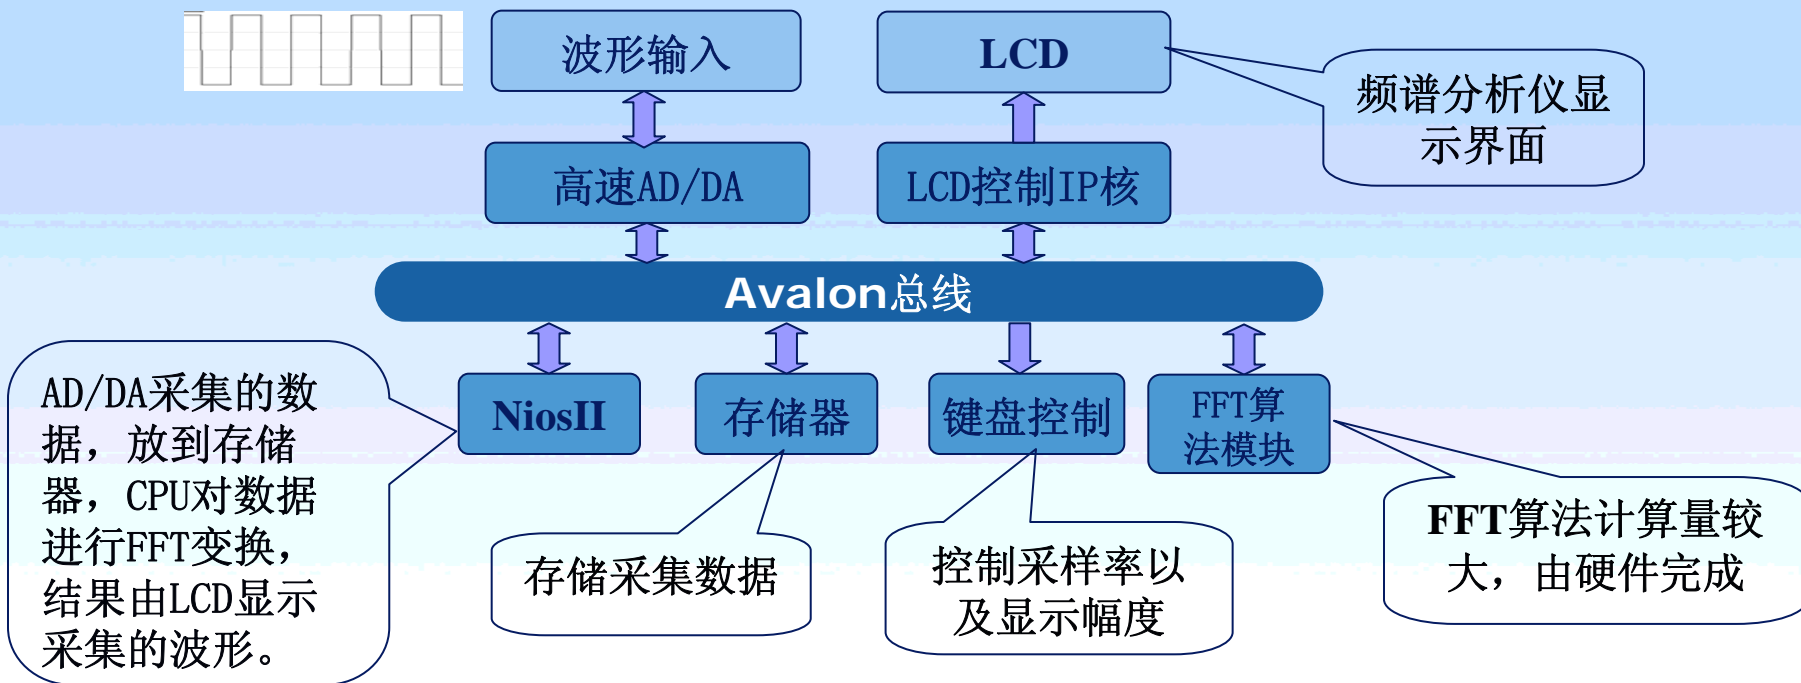 波形输入
LCD
频谱分析仪显
示界面
高速AD/DA
LCD控制IP核
Avalon总线
AD/DA采集的数
据，放到存储
器，CPU对数据
进行FFT变换，
结果由LCD显示
采集的波形。
NiosII
存储器
键盘控制
FFT算
法模块
存储采集数据
控制采样率以
及显示幅度
FFT算法计算量较
大，由硬件完成